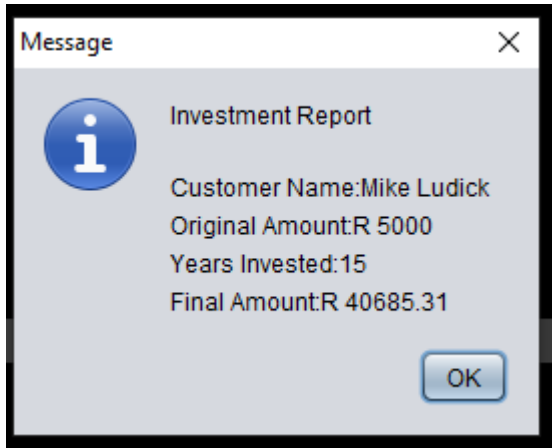 Message
Investment Report
Customer Name:Mike Ludick
Original Amount:R 5000
Years Invested:15
Final Amount:R 40685.31
OK